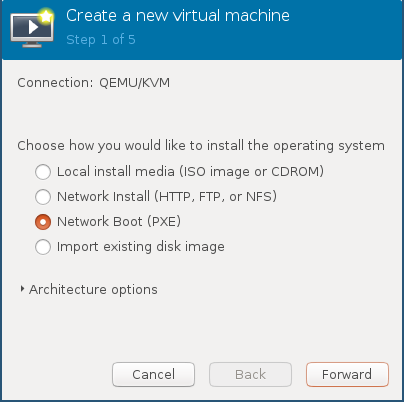 Create a new virtual machine
Step 1 of 5
Connection: QEMU/KVM
Choose how you would like to install the operating system
Local install media (ISO image or CDROM)
Network Install (HTTP, FTP, or NFS)
Network Boot (PXE)
Import existing disk image
Architecture options
Cancel
Back
Forward